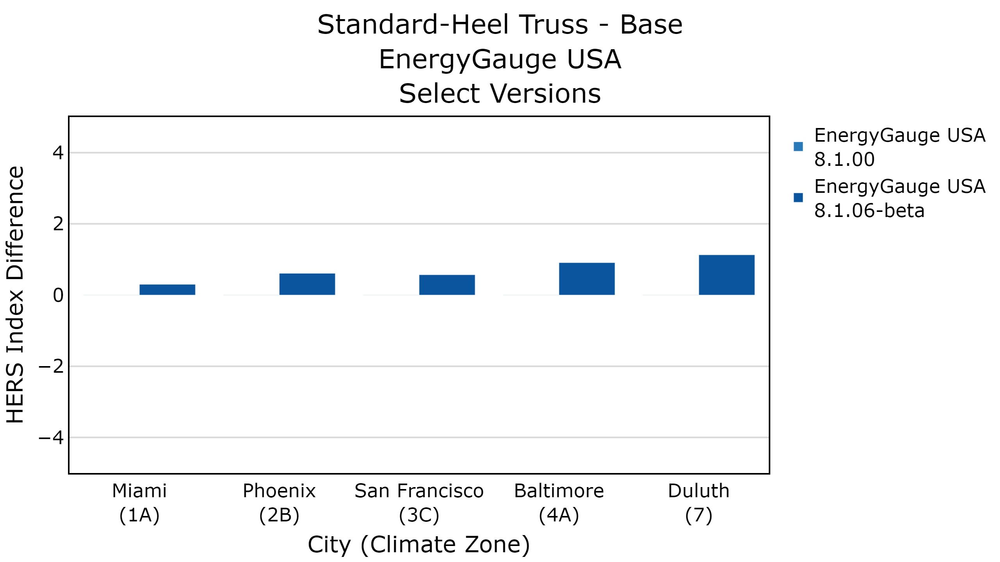 Standard-Heel Truss - Base
EnergyGauge USA
Select Versions
HERS Index Difference
4
2
0
−2
−4
EnergyGauge USA
8.1.00
EnergyGauge USA
8.1.06-beta
Miami
(1A)
Phoenix
(2B)
San Francisco
(3C)
Baltimore
(4A)
Duluth
(7)
City (Climate Zone)